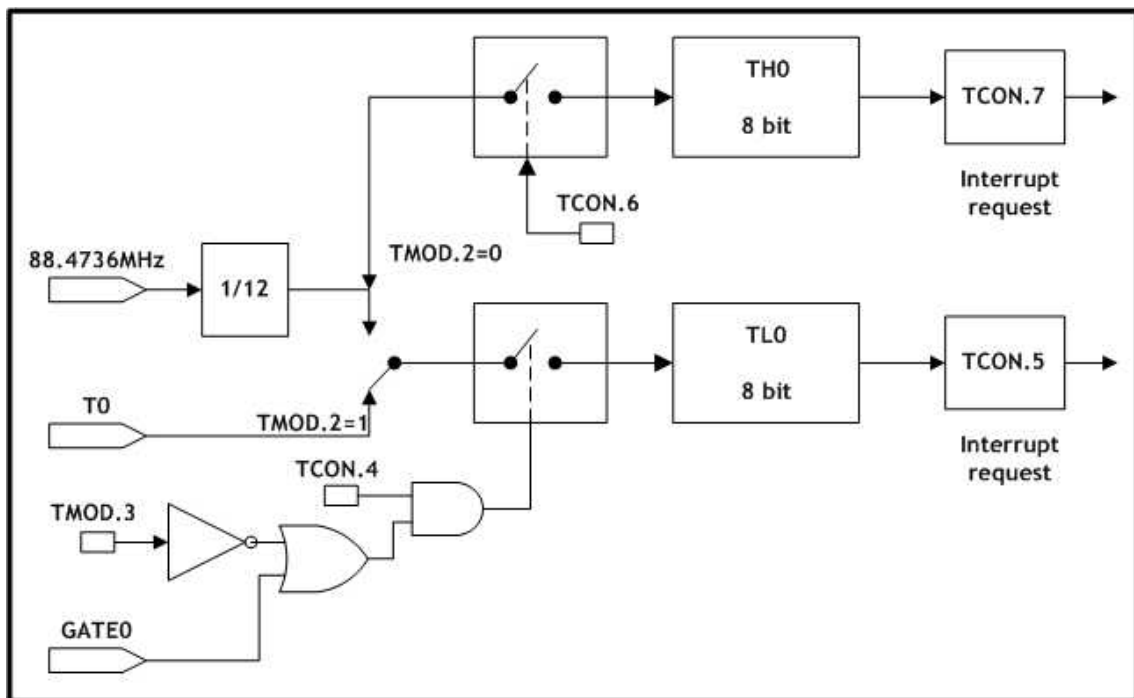 TH0
8 bit
TCON.7
Interrupt
request
TCON.6
88.4736MHz
1/12
TMOD.2=0
TL0
8 bit
TCON.5
Interrupt
request
T0
TMOD.2=1
TCON.4
TMOD.3
GATE0